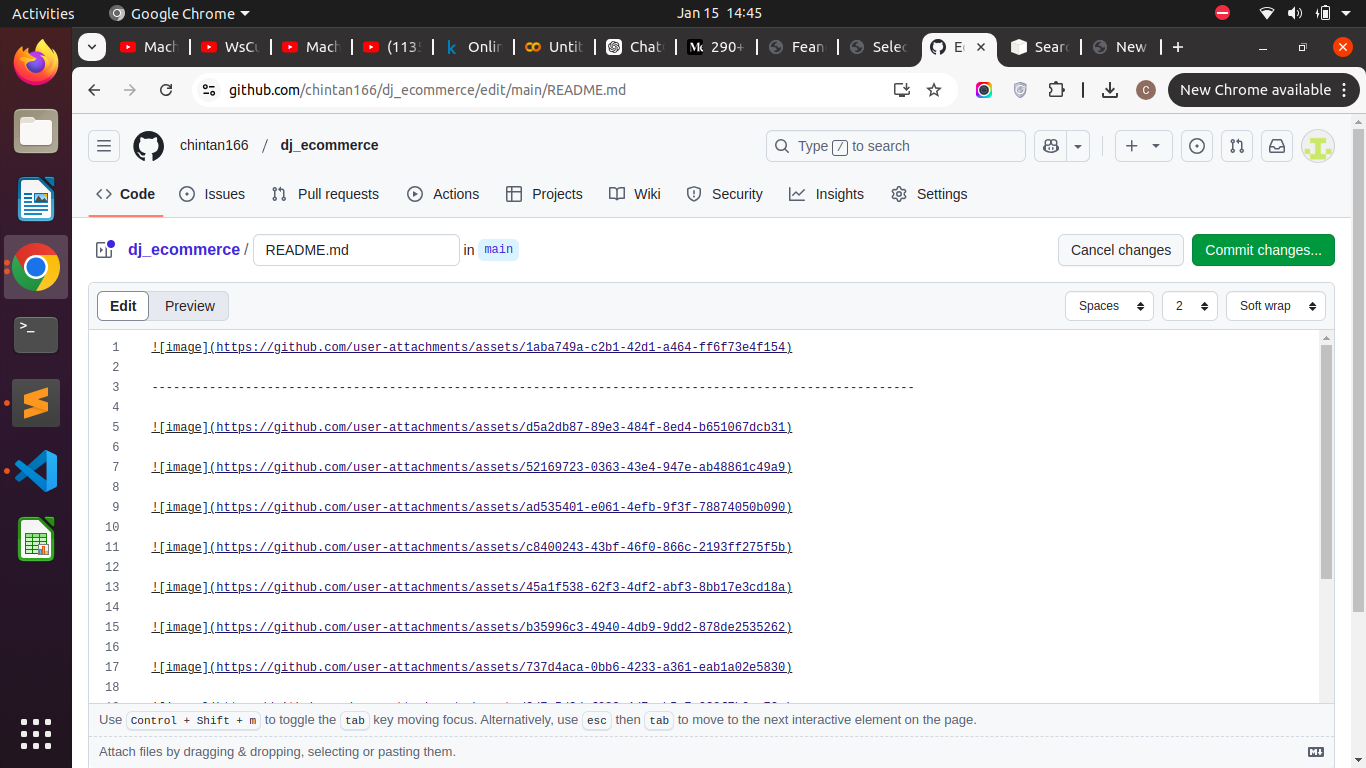 Activities Google Chrome Jan 15 14:45
Mach WsCu Mach (113 Onlin Untit Chat 290+ Fean Selec Ec Searc New
github.com/chintan166/dj_ecommerce/edit/main/README.md C New Chrome available
chintan166 / dj_ecommerce Type / to search
Code Issues Pull requests Actions Projects Wiki Security Insights Settings
dj_ecommerce / README.md in main Cancel changes Commit changes...
Edit Preview Spaces 2 Soft wrap
1 ![image](https://github.com/user-attachments/assets/1aba749a-c2b1-42d1-a464-ff6f73e4f154)
2
3 ----------------------------------------------------------------------------------------------------------
4
5 ![image](https://github.com/user-attachments/assets/d5a2db87-89e3-484f-8ed4-b651067dcb31)
6
7 ![image](https://github.com/user-attachments/assets/52169723-0363-43e4-947e-ab48861c49a9)
8
9 ![image](https://github.com/user-attachments/assets/ad535401-e061-4efb-9f3f-78874050b090)
10
11 ![image](https://github.com/user-attachments/assets/c8400243-43bf-46f0-866c-2193ff275f5b)
12
13 ![image](https://github.com/user-attachments/assets/45a1f538-62f3-4df2-abf3-8bb17e3cd18a)
14
15 ![image](https://github.com/user-attachments/assets/b35996c3-4940-4db9-9dd2-878de2535262)
16
17 ![image](https://github.com/user-attachments/assets/737d4aca-0bb6-4233-a361-eab1a02e5830)
18
Use Control + Shift + m to toggle the tab key moving focus. Alternatively, use esc then tab to move to the next interactive element on the page.
Attach files by dragging & dropping, selecting or pasting them.